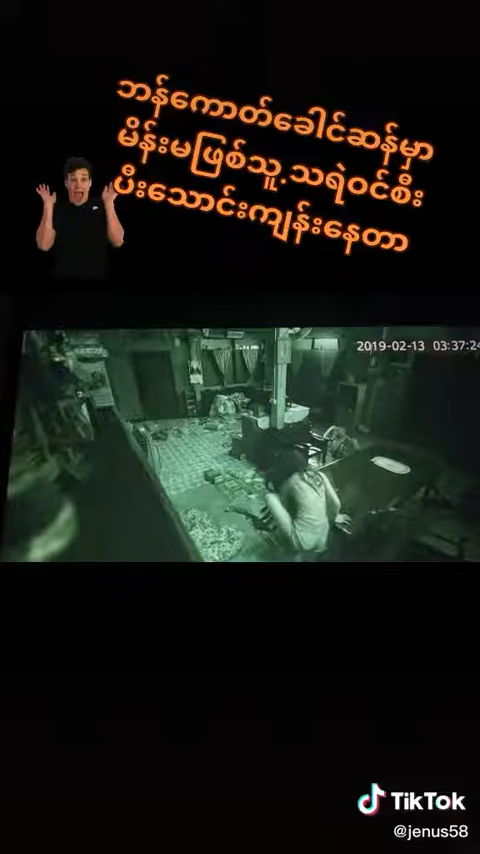 ဘန်ကောတ်ခေါင်ဆန်မှာ
မိန်းမဖြစ်သူ.သရဲဝင်စီး
ပီးသောင်းကျန်းနေတာ
2019-02-13 03:37:24
TikTok
@jenus58